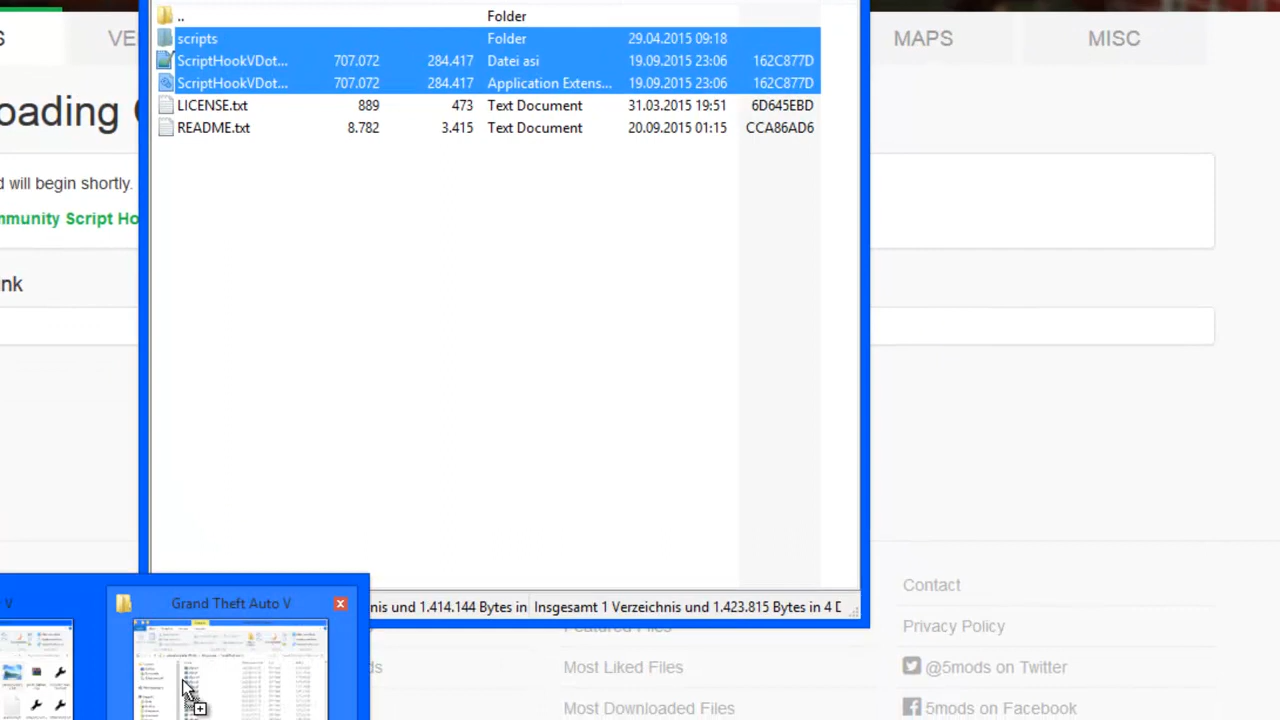 .. Folder
S VE MAPS MISC
scripts Folder 29.04.2015 09:18
ScriptHookVDot... 707.072 284.417 Datei asi 19.09.2015 23:06 162C877D
ScriptHookVDot... 707.072 284.417 Application Extens... 19.09.2015 23:06 162C877D
LICENSE.txt 889 473 Text Document 31.03.2015 19:51 6D645EBD
oading
README.txt 8.782 3.415 Text Document 20.09.2015 01:15 CCA86AD6
d will begin shortly.
mmunity Script Ho
nk
Contact
V Grand Theft Auto V nis und 1.414.144 Bytes in Insgesamt 1 Verzeichnis und 1.423.815 Bytes in 4 D
Featured Files Privacy Policy
ds Most Liked Files @5mods on Twitter
Most Downloaded Files 5mods on Facebook